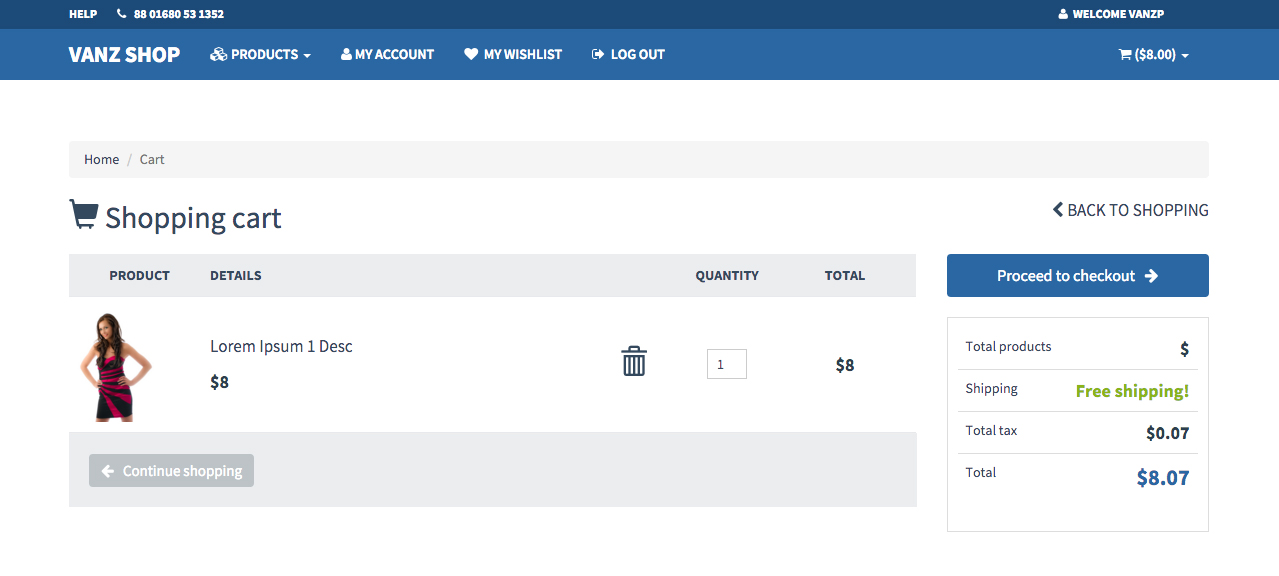 HELP 88 01680 53 1352 WELCOME VANZP
VANZ SHOP PRODUCTS MY ACCOUNT MY WISHLIST LOG OUT ($8.00)
Home / Cart
Shopping cart
BACK TO SHOPPING
PRODUCT DETAILS QUANTITY TOTAL
Lorem Ipsum 1 Desc
$8
1
$8
Continue shopping
Proceed to checkout
Total products $
Shipping Free shipping!
Total tax $0.07
Total $8.07